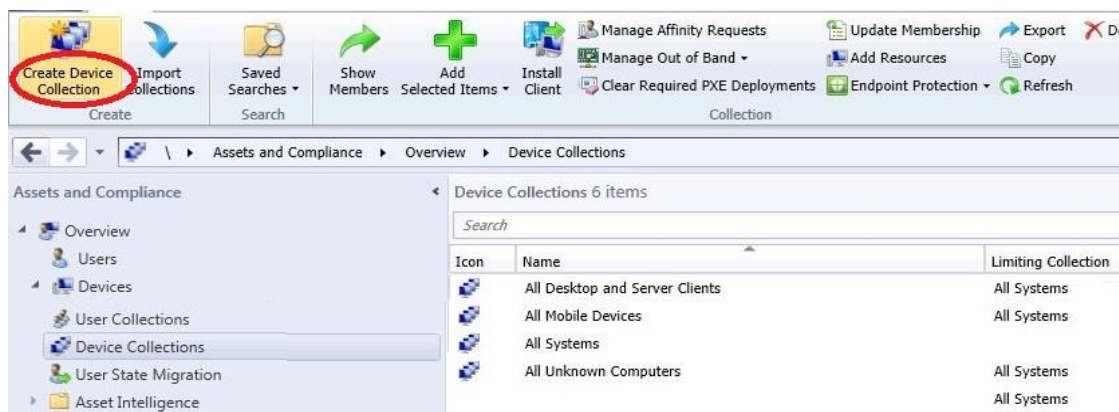 Create Device
Collection
Import
Collections
Saved
Searches
Show
Members
Add
Selected Items
Install
Client
Manage Affinity Requests
Manage Out of Band
Clear Required PXE Deployments
Update Membership
Add Resources
Endpoint Protection
Export
Copy
Refresh
Create
Search
Collection
\ Assets and Compliance Overview Device Collections
Assets and Compliance
Overview
Users
Devices
User Collections
Device Collections
User State Migration
Asset Intelligence
Device Collections 6 items
Search
Icon Name Limiting Collection
All Desktop and Server Clients All Systems
All Mobile Devices All Systems
All Systems
All Unknown Computers All Systems
All Systems